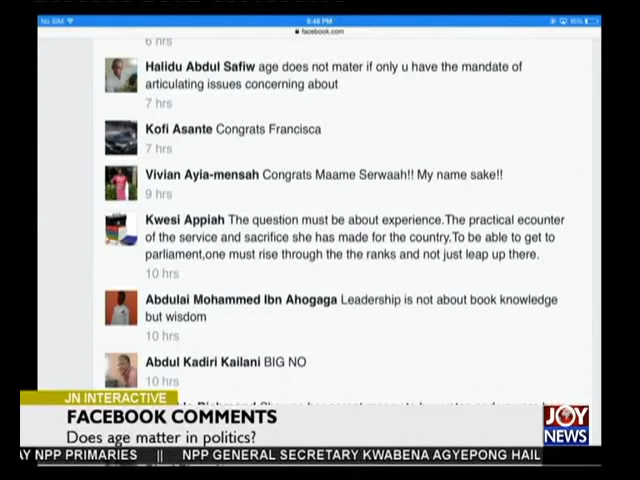 No SIM
5:48 PM
facebook.com
6 hrs
Halidu Abdul Safiw age does not mater if only u have the mandate of
articulating issues concerning about
7 hrs
Kofi Asante Congrats Francisca
7 hrs
Vivian Ayia-mensah Congrats Maame Serwaah!! My name sake!!
9 hrs
Kwesi Appiah The question must be about experience.The practical ecounter
of the service and sacrifice she has made for the country.To be able to get to
parliament,one must rise through the the ranks and not just leap up there.
10 hrs
Abdulai Mohammed Ibn Ahogaga Leadership is not about book knowledge
but wisdom
10 hrs
Abdul Kadiri Kailani BIG NO
10 hrs
JN INTERACTIVE
FACEBOOK COMMENTS
Does age matter in politics?
JOY
NEWS
AY NPP PRIMARIES || NPP GENERAL SECRETARY KWABENA AGYEPONG HAIL